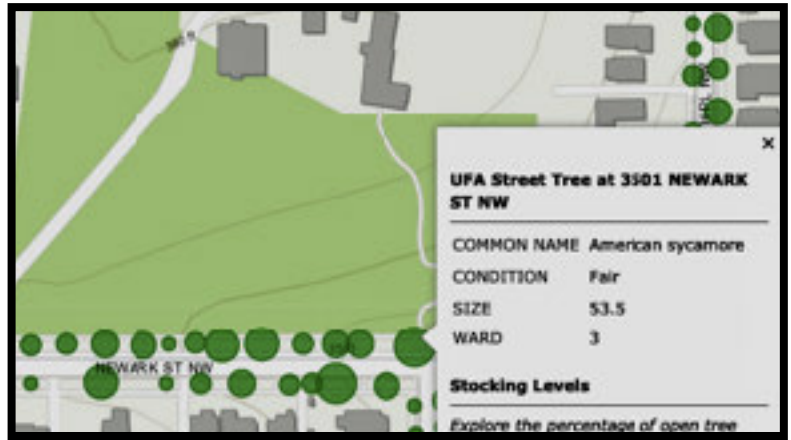 ×
UFA Street Tree at 3501 NEWARK
ST NW
COMMON NAME American sycamore
CONDITION Fair
SIZE 53.5
WARD 3
NEWARK ST NW
Stocking Levels
Explore the percentage of open tree